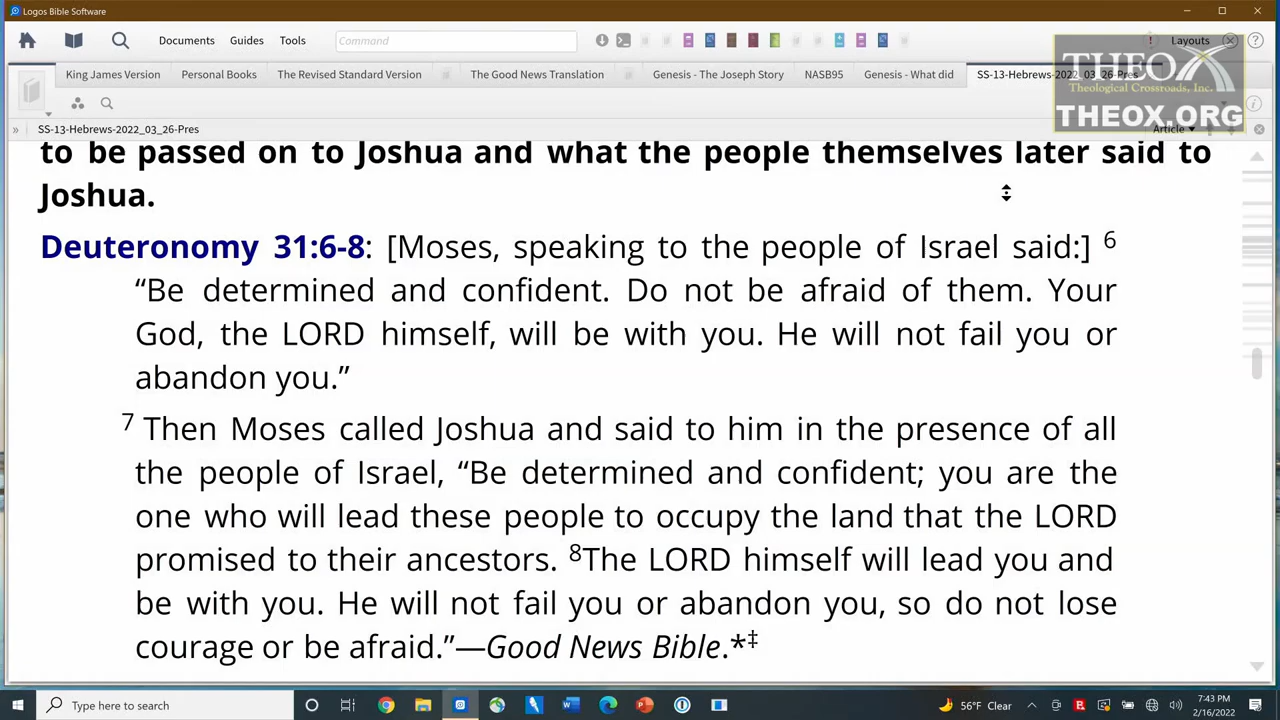 Logos Bible Software
Documents Guides Tools Command Layouts
King James Version Personal Books The Revised Standard Version The Good News Translation Genesis - The Joseph Story NASB95 Genesis - What did SS-13-Hebrews-2022_03_26-Pres
THEOX
Theological Crossroads, Inc.
THEOX.ORG
» SS-13-Hebrews-2022_03_26-Pres Article
to be passed on to Joshua and what the people themselves later said to
Joshua.
Deuteronomy 31:6-8: [Moses, speaking to the people of Israel said:] 6
“Be determined and confident. Do not be afraid of them. Your
God, the LORD himself, will be with you. He will not fail you or
abandon you.”
7 Then Moses called Joshua and said to him in the presence of all
the people of Israel, “Be determined and confident; you are the
one who will lead these people to occupy the land that the LORD
promised to their ancestors. 8The LORD himself will lead you and
be with you. He will not fail you or abandon you, so do not lose
courage or be afraid.”—Good News Bible.*‡
Type here to search
56°F Clear
7:43 PM
2/16/2022